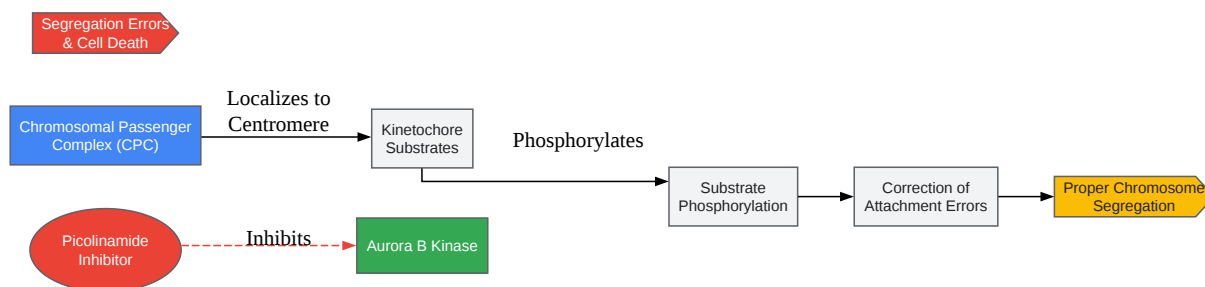 Segregation Errors
& Cell Death
Localizes to
Centromere
Chromosomal Passenger
Complex (CPC)
Kinetochore
Substrates
Phosphorylates
Substrate
Phosphorylation
Correction of
Attachment Errors
Proper Chromosome
Segregation
Picolinamide
Inhibitor
Inhibits
Aurora B Kinase